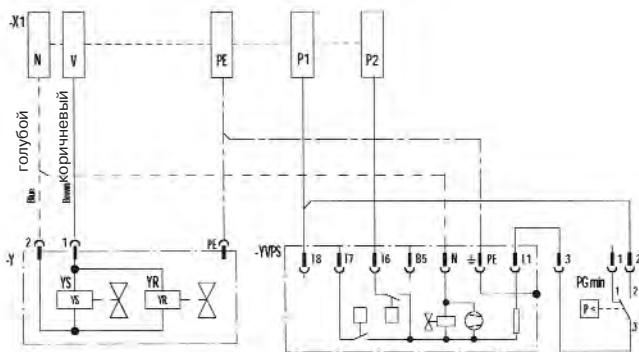 -X1
N V PE P1 P2
голубой
коричневый
Blue
Brown
2 1 PE
-Y
YS YR
YS YR
-YVPS
18 17 16 B5 N PE L1 3 1 2
PG min
1 2
P <
3